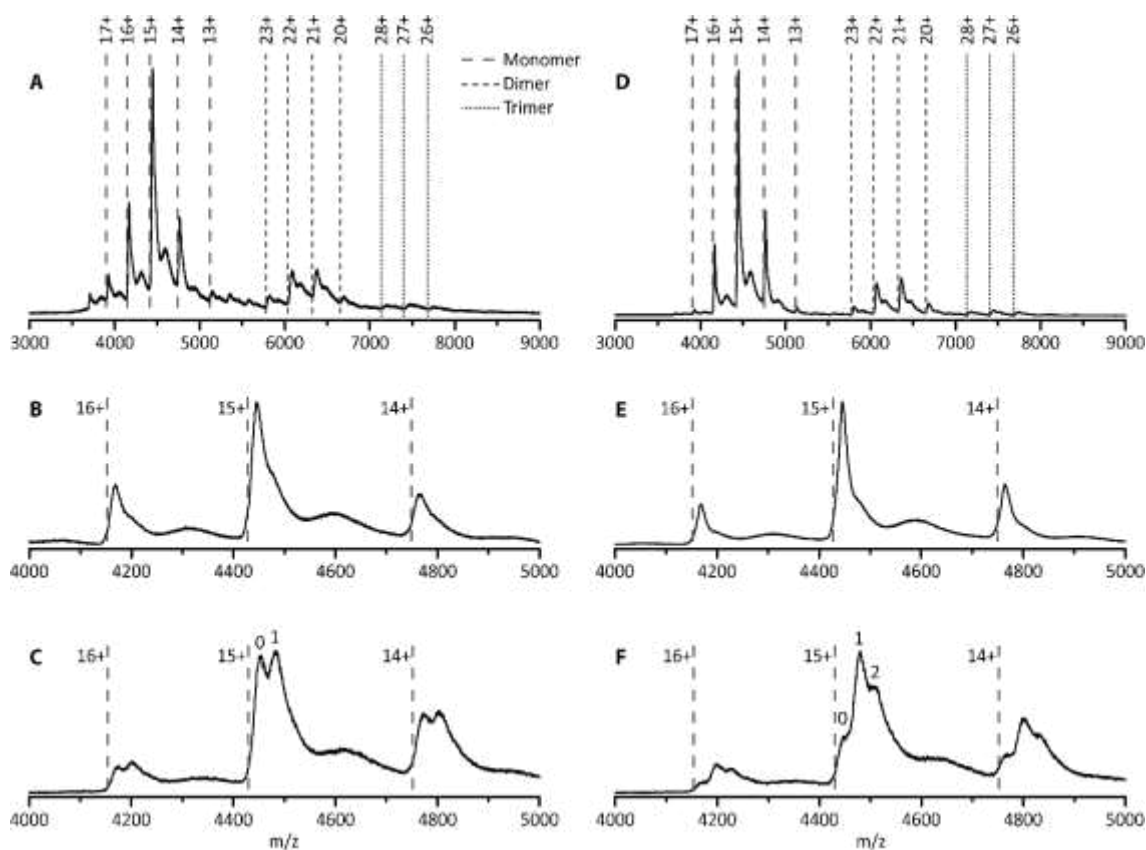 17+ 16+ 15+ 14+ 13+ 23+ 22+ 21+ 20+ 28+ 27+ 26+
A
Monomer
Dimer
Trimer
3000 4000 5000 6000 7000 8000 9000
17+ 16+ 15+ 14+ 13+ 23+ 22+ 21+ 20+ 28+ 27+ 26+
D
3000 4000 5000 6000 7000 8000 9000
B 16+ 15+ 14+
4000 4200 4400 4600 4800 5000
E 16+ 15+ 14+
4000 4200 4400 4600 4800 5000
C 16+ 15+ 0 1 14+
4000 4200 4400 4600 4800 5000
m/z
F 16+ 15+ 0 1 2 14+
4000 4200 4400 4600 4800 5000
m/z